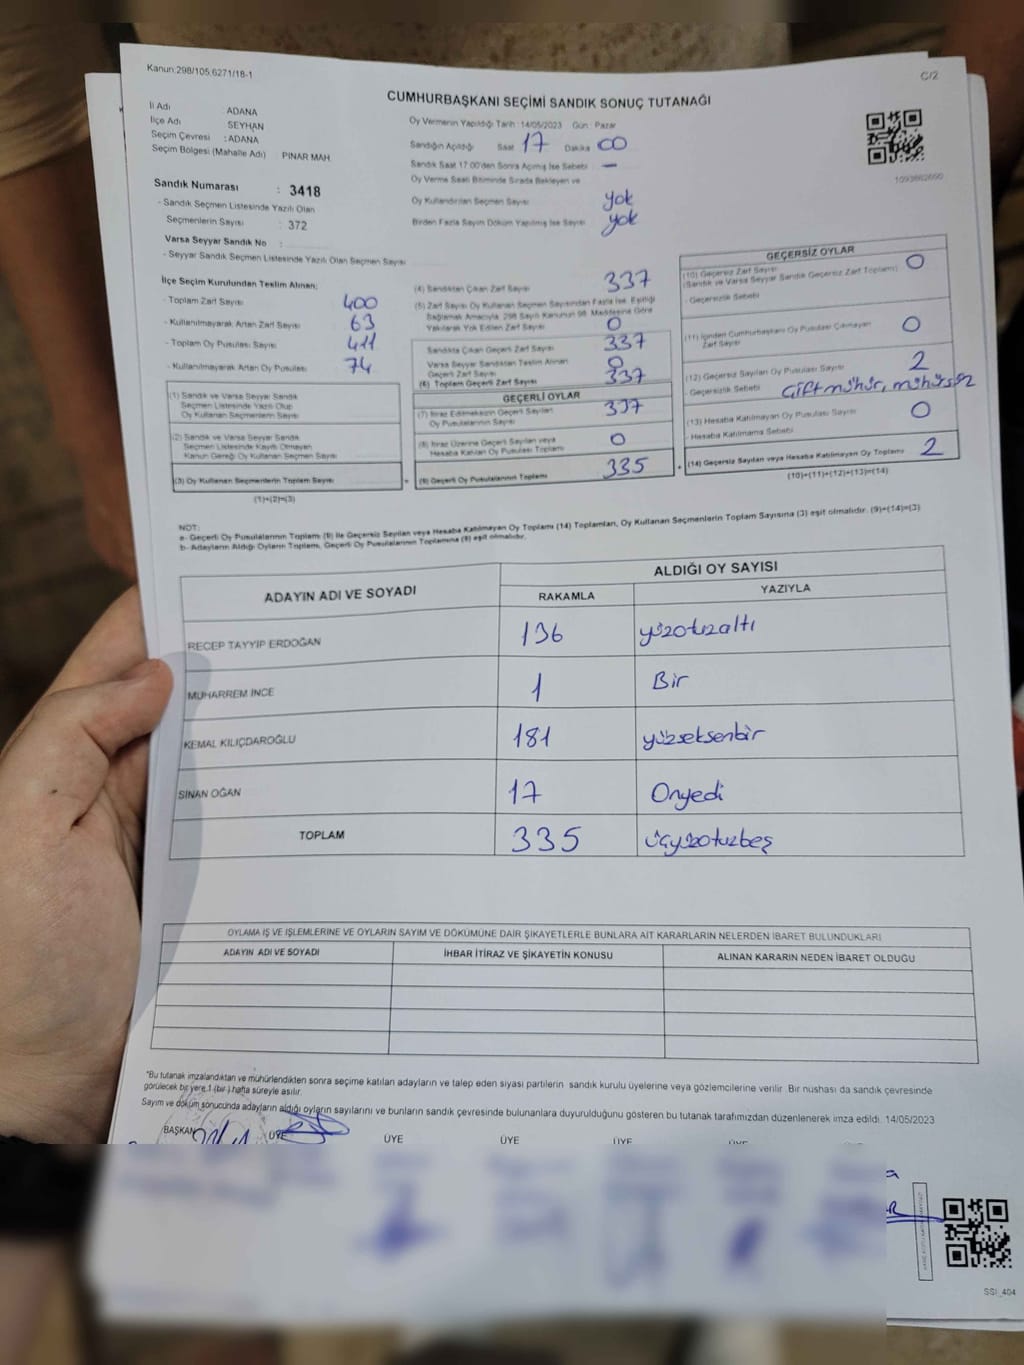 Kanun:298/105,6271/18-1
C/2
CUMHURBAŞKANI SEÇİMİ SANDIK SONUÇ TUTANAĞI
İl Adı : ADANA
İlçe Adı : SEYHAN
Seçim Çevresi : ADANA
Seçim Bölgesi (Mahalle Adı) : PINAR MAH.
Oy Vermenin Yapıldığı Tarih : 14/05/2023 Gün : Pazar
Sandığın Açıldığı Saat 17 Dakika 00
Sandık Saat 17:00'den Sonra Açılmış İse Sebebi —
Oy Verme Saati Bitiminde Sırada Bekleyen ve
Oy Kullandırılan Seçmen Sayısı yok
Birden Fazla Sayım Döküm Yapılmış İse Sayısı yok
Sandık Numarası : 3418
- Sandık Seçmen Listesinde Yazılı Olan
Seçmenlerin Sayısı : 372
Varsa Seyyar Sandık No :
- Seyyar Sandık Seçmen Listesinde Yazılı Olan Seçmen Sayısı
İlçe Seçim Kurulundan Teslim Alınan;
- Toplam Zarf Sayısı 400
- Kullanılmayarak Artan Zarf Sayısı 63
- Toplam Oy Pusulası Sayısı 411
- Kullanılmayarak Artan Oy Pusulası 74
(1) Sandık ve Varsa Seyyar Sandık
Seçmen Listesinde Yazılı Olup
Oy Kullanan Seçmenlerin Sayısı
(2) Sandık ve Varsa Seyyar Sandık
Seçmen Listesinde Kayıtlı Olmayan
Kanun Gereği Oy Kullanan Seçmen Sayısı
(3) Oy Kullanan Seçmenlerin Toplam Sayısı
(1)+(2)=(3)
(4) Sandıktan Çıkan Zarf Sayısı 337
(5) Zarf Sayısı Oy Kullanan Seçmen Sayısından Fazla İse, Eşitliği
Sağlamak Amacıyla, 298 Sayılı Kanunun 98. Maddesine Göre
Yakılarak Yok Edilen Zarf Sayısı 0
Sandıkta Çıkan Geçerli Zarf Sayısı 337
Varsa Seyyar Sandıktan Teslim Alınan
Geçerli Zarf Sayısı 0
(6) Toplam Geçerli Zarf Sayısı 337
GEÇERLİ OYLAR
(7) İtiraz Edilmeksizin Geçerli Sayılan
Oy Pusulalarının Sayısı 337
(8) İtiraz Üzerine Geçerli Sayılan veya
Hesaba Katılan Oy Pusulası Toplamı 0
(9) Geçerli Oy Pusulalarının Toplamı 335
GEÇERSİZ OYLAR
(10) Geçersiz Zarf Sayısı
(Sandık ve Varsa Seyyar Sandık Geçersiz Zarf Toplamı) 0
- Geçersizlik Sebebi
(11) İçinden Cumhurbaşkanı Oy Pusulası Çıkmayan
Zarf Sayısı 0
(12) Geçersiz Sayılan Oy Pusulası Sayısı 2
- Geçersizlik Sebebi Çift mühür, mühürsüz
(13) Hesaba Katılmayan Oy Pusulası Sayısı 0
- Hesaba Katılmama Sebebi
(14) Geçersiz Sayılan veya Hesaba Katılmayan Oy Toplamı 2
(10)+(11)+(12)+(13)=(14)
NOT:
a- Geçerli Oy Pusulalarının Toplamı (9) ile Geçersiz Sayılan veya Hesaba Katılmayan Oy Toplamı (14) Toplamları, Oy Kullanan Seçmenlerin Toplam Sayısına (3) eşit olmalıdır. (9)+(14)=(3)
b- Adayların Aldığı Oyların Toplamı, Geçerli Oy Pusulalarının Toplamına (9) eşit olmalıdır.
ADAYIN ADI VE SOYADI
ALDIĞI OY SAYISI
RAKAMLA YAZIYLA
RECEP TAYYİP ERDOĞAN 136 yüzotuzaltı
MUHARREM İNCE 1 Bir
KEMAL KILIÇDAROĞLU 181 yüzseksenbir
SİNAN OĞAN 17 Onyedi
TOPLAM 335 üçyüzotuzbeş
OYLAMA İŞ VE İŞLEMLERİNE VE OYLARIN SAYIM VE DÖKÜMÜNE DAİR ŞİKAYETLERLE BUNLARA AİT KARARLARIN NELERDEN İBARET BULUNDUKLARI
ADAYIN ADI VE SOYADI İHBAR İTİRAZ VE ŞİKAYETİN KONUSU ALINAN KARARIN NEDEN İBARET OLDUĞU
"Bu tutanak imzalandıktan ve mühürlendikten sonra seçime katılan adayların ve talep eden siyasi partilerin sandık kurulu üyelerine veya gözlemcilerine verilir. Bir nüshası da sandık çevresinde
görülecek bir yere 1 (bir ) hafta süreyle asılır.
Sayım ve döküm sonucunda adayların aldığı oyların sayılarını ve bunların sandık çevresinde bulunanlara duyurulduğunu gösteren bu tutanak tarafımızdan düzenlenerek imza edildi. 14/05/2023
BAŞKAN ÜYE ÜYE ÜYE ÜYE ÜYE
SSI_404